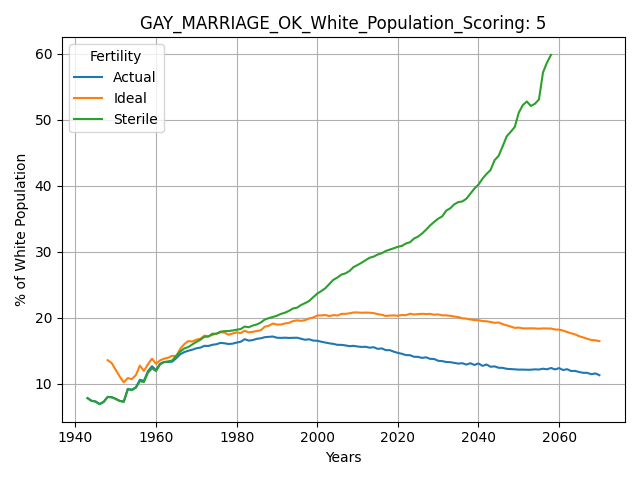 GAY_MARRIAGE_OK_White_Population_Scoring: 5
Fertility
Actual
Ideal
Sterile
% of White Population
60
50
40
30
20
10
1940 1960 1980 2000 2020 2040 2060
Years